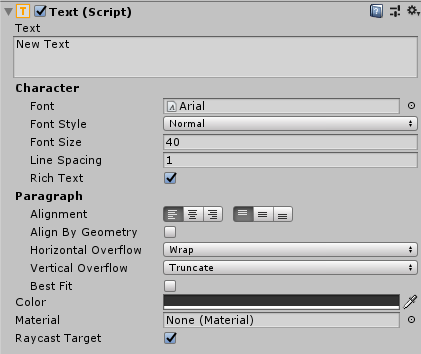 Text (Script)
Text
New Text
Character
Font Arial
Font Style Normal
Font Size 40
Line Spacing 1
Rich Text
Paragraph
Alignment
Align By Geometry
Horizontal Overflow Wrap
Vertical Overflow Truncate
Best Fit
Color
Material None (Material)
Raycast Target